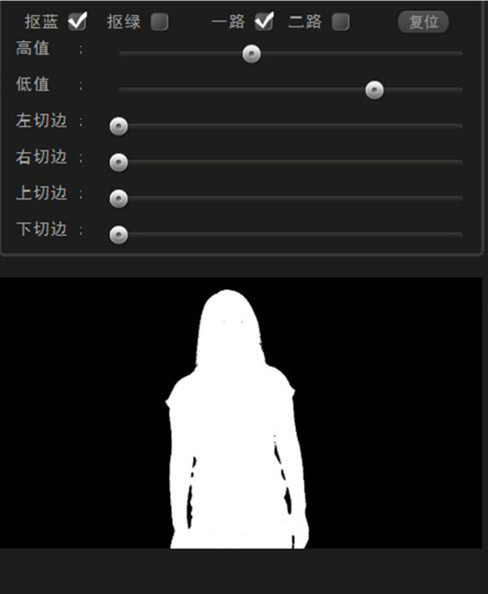 抠蓝 抠绿 一路 二路 复位
高值 :
低值 :
左切边 :
右切边 :
上切边 :
下切边 :